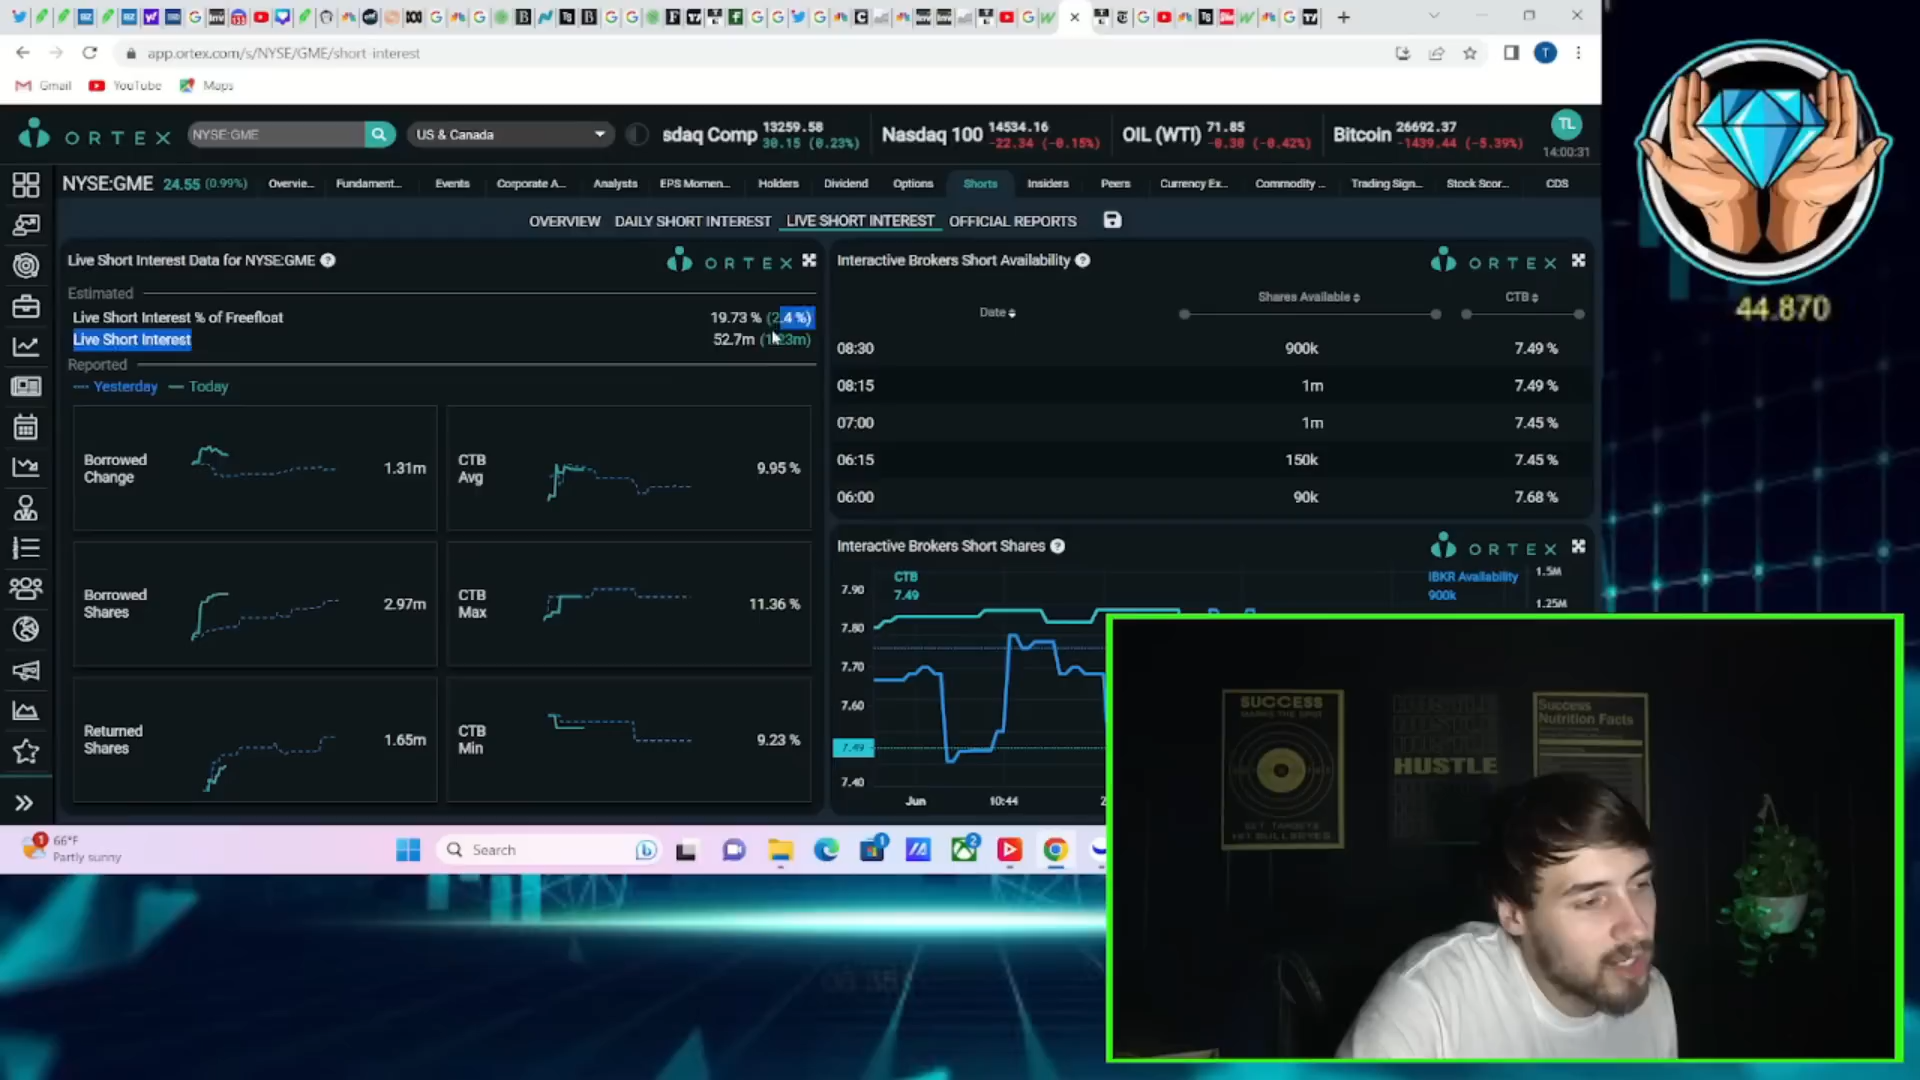 app.ortex.com/s/NYSE/GME/short-interest
T
Gmail YouTube Maps
ORTEX
NYSE:GME
US & Canada
sdaq Comp 13259.58 30.15 (0.23%)
Nasdaq 100 14534.16 -22.34 (-0.15%)
OIL (WTI) 71.85 -0.30 (-0.42%)
Bitcoin 26692.37 -1439.44 (-5.39%)
TL
14:00:31
NYSE:GME 24.55 (0.99%) Overvie... Fundament... Events Corporate A... Analysts EPS Momen... Holders Dividend Options Shorts Insiders Peers Currency Ex... Commodity ... Trading Sign... Stock Scor... CDS
OVERVIEW DAILY SHORT INTEREST LIVE SHORT INTEREST OFFICIAL REPORTS
Live Short Interest Data for NYSE:GME ?
ORTEX
Estimated
Live Short Interest % of Freefloat 19.73 % (2.4 %)
Live Short Interest 52.7m (1.23m)
Reported
Yesterday Today
Borrowed Change 1.31m
CTB Avg 9.95 %
Borrowed Shares 2.97m
CTB Max 11.36 %
Returned Shares 1.65m
CTB Min 9.23 %
Interactive Brokers Short Availability ?
ORTEX
Date Shares Available CTB
08:30 900k 7.49 %
08:15 1m 7.49 %
07:00 1m 7.45 %
06:15 150k 7.45 %
06:00 90k 7.68 %
Interactive Brokers Short Shares ?
ORTEX
CTB
7.49
IBKR Availability
900k
1.5M
1.25M
7.90
7.80
7.70
7.60
7.49
7.40
Jun 10:44
44.870
1
66°F
Partly sunny
Search
1
2
SUCCESS
HIT BULLSEYE
HUSTLE
Success
Nutrition Facts